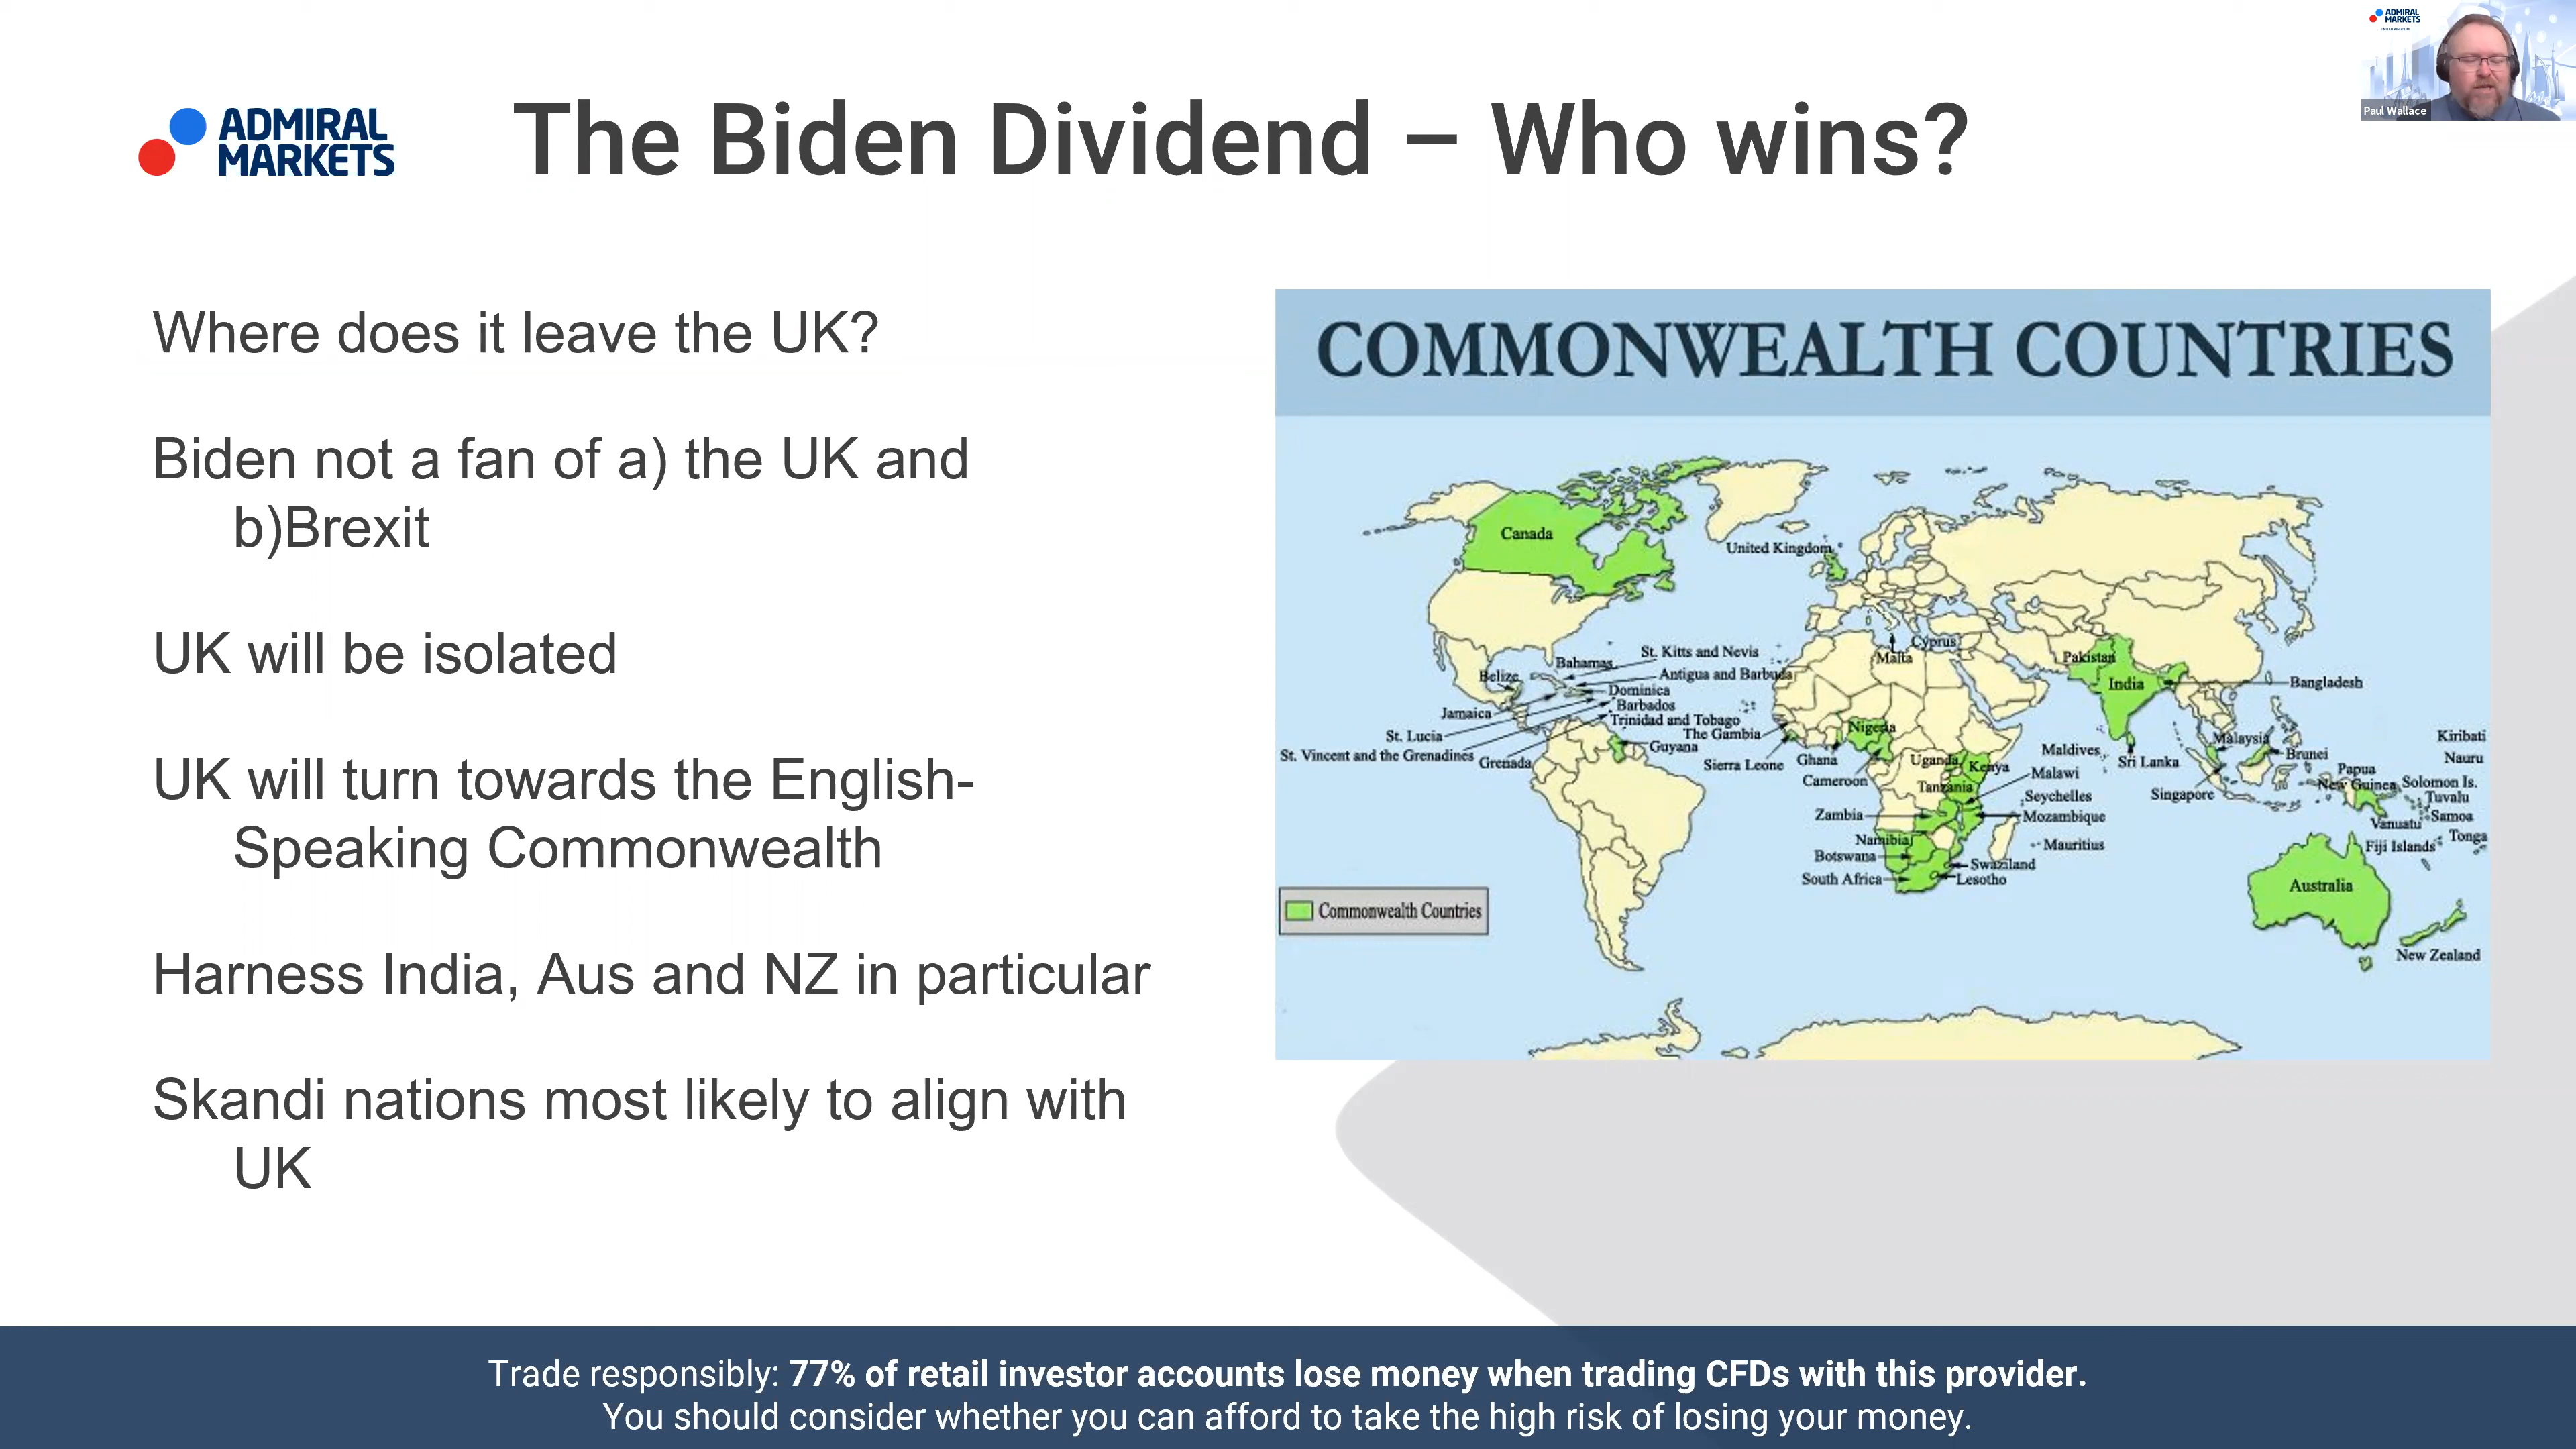 ADMIRAL
MARKETS
UNITED KINGDOM
Paul Wallace
ADMIRAL
MARKETS
The Biden Dividend – Who wins?
Where does it leave the UK?
Biden not a fan of a) the UK and
b)Brexit
UK will be isolated
UK will turn towards the English-
Speaking Commonwealth
Harness India, Aus and NZ in particular
Skandi nations most likely to align with
UK
COMMONWEALTH COUNTRIES
Canada
United Kingdom
St. Kitts and Nevis
Bahamas
Belize
Antigua and Barbuda
Dominica
Barbados
Jamaica
Trinidad and Tobago
St. Lucia
The Gambia
St. Vincent and the Grenadines
Grenada
Guyana
Sierra Leone
Ghana
Cameroon
Nigeria
Malta
Cyprus
Uganda
Kenya
Tanzania
Malawi
Seychelles
Zambia
Mozambique
Namibia
Mauritius
Botswana
Swaziland
South Africa
Lesotho
Pakistan
India
Bangladesh
Maldives
Sri Lanka
Malaysia
Brunei
Singapore
Papua
New Guinea
Kiribati
Nauru
Solomon Is.
Tuvalu
Samoa
Vanuatu
Tonga
Fiji Islands
Australia
New Zealand
Commonwealth Countries
Trade responsibly: 77% of retail investor accounts lose money when trading CFDs with this provider.
You should consider whether you can afford to take the high risk of losing your money.